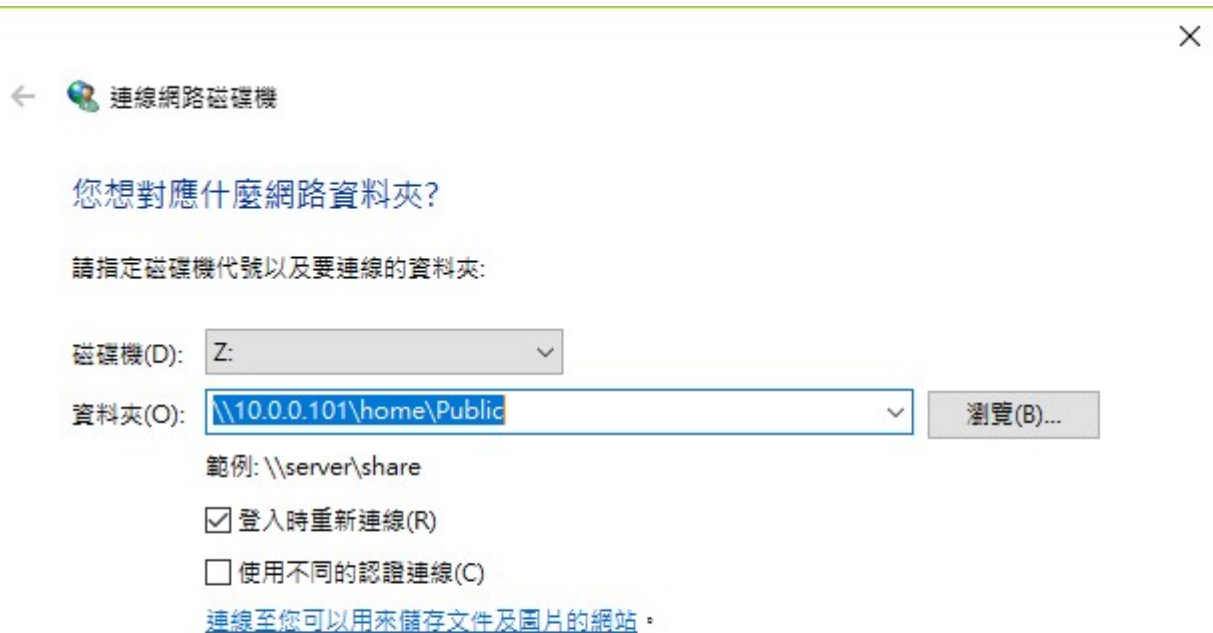 連線網路磁碟機
您想對應什麼網路資料夾?
請指定磁碟機代號以及要連線的資料夾:
磁碟機(D): Z:
資料夾(O): \\10.0.0.101\home\Public 瀏覽(B)...
範例: \\server\share
登入時重新連線(R)
使用不同的認證連線(C)
連線至您可以用來儲存文件及圖片的網站。